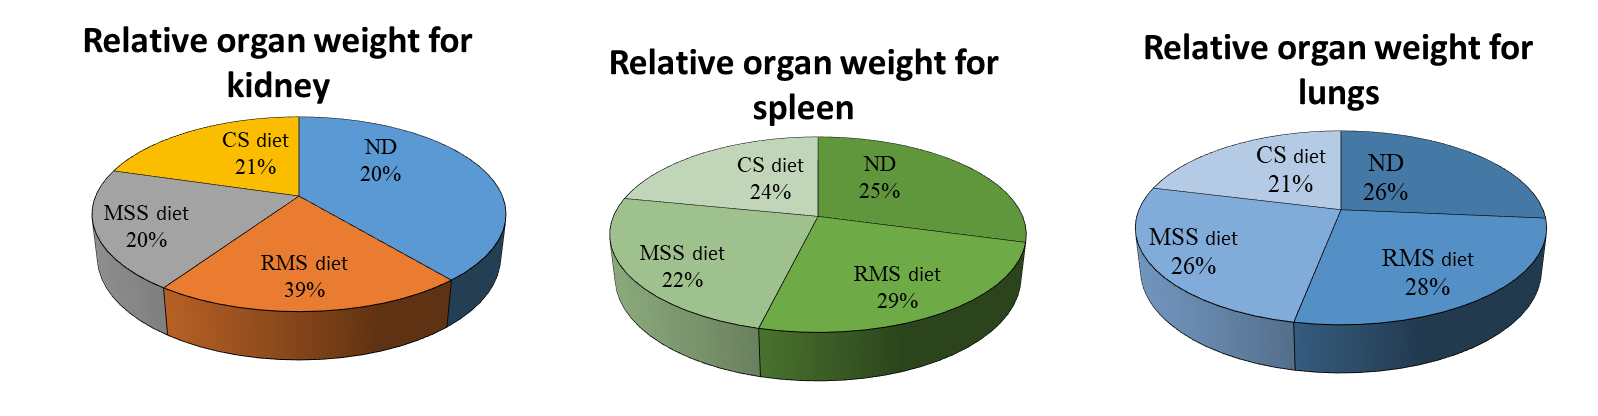 Relative organ weight for
kidney
CS diet
21%
ND
20%
MSS diet
20%
RMS diet
39%
Relative organ weight for
spleen
CS diet
24%
ND
25%
MSS diet
22%
RMS diet
29%
Relative organ weight for
lungs
CS diet
21%
ND
26%
MSS diet
26%
RMS diet
28%